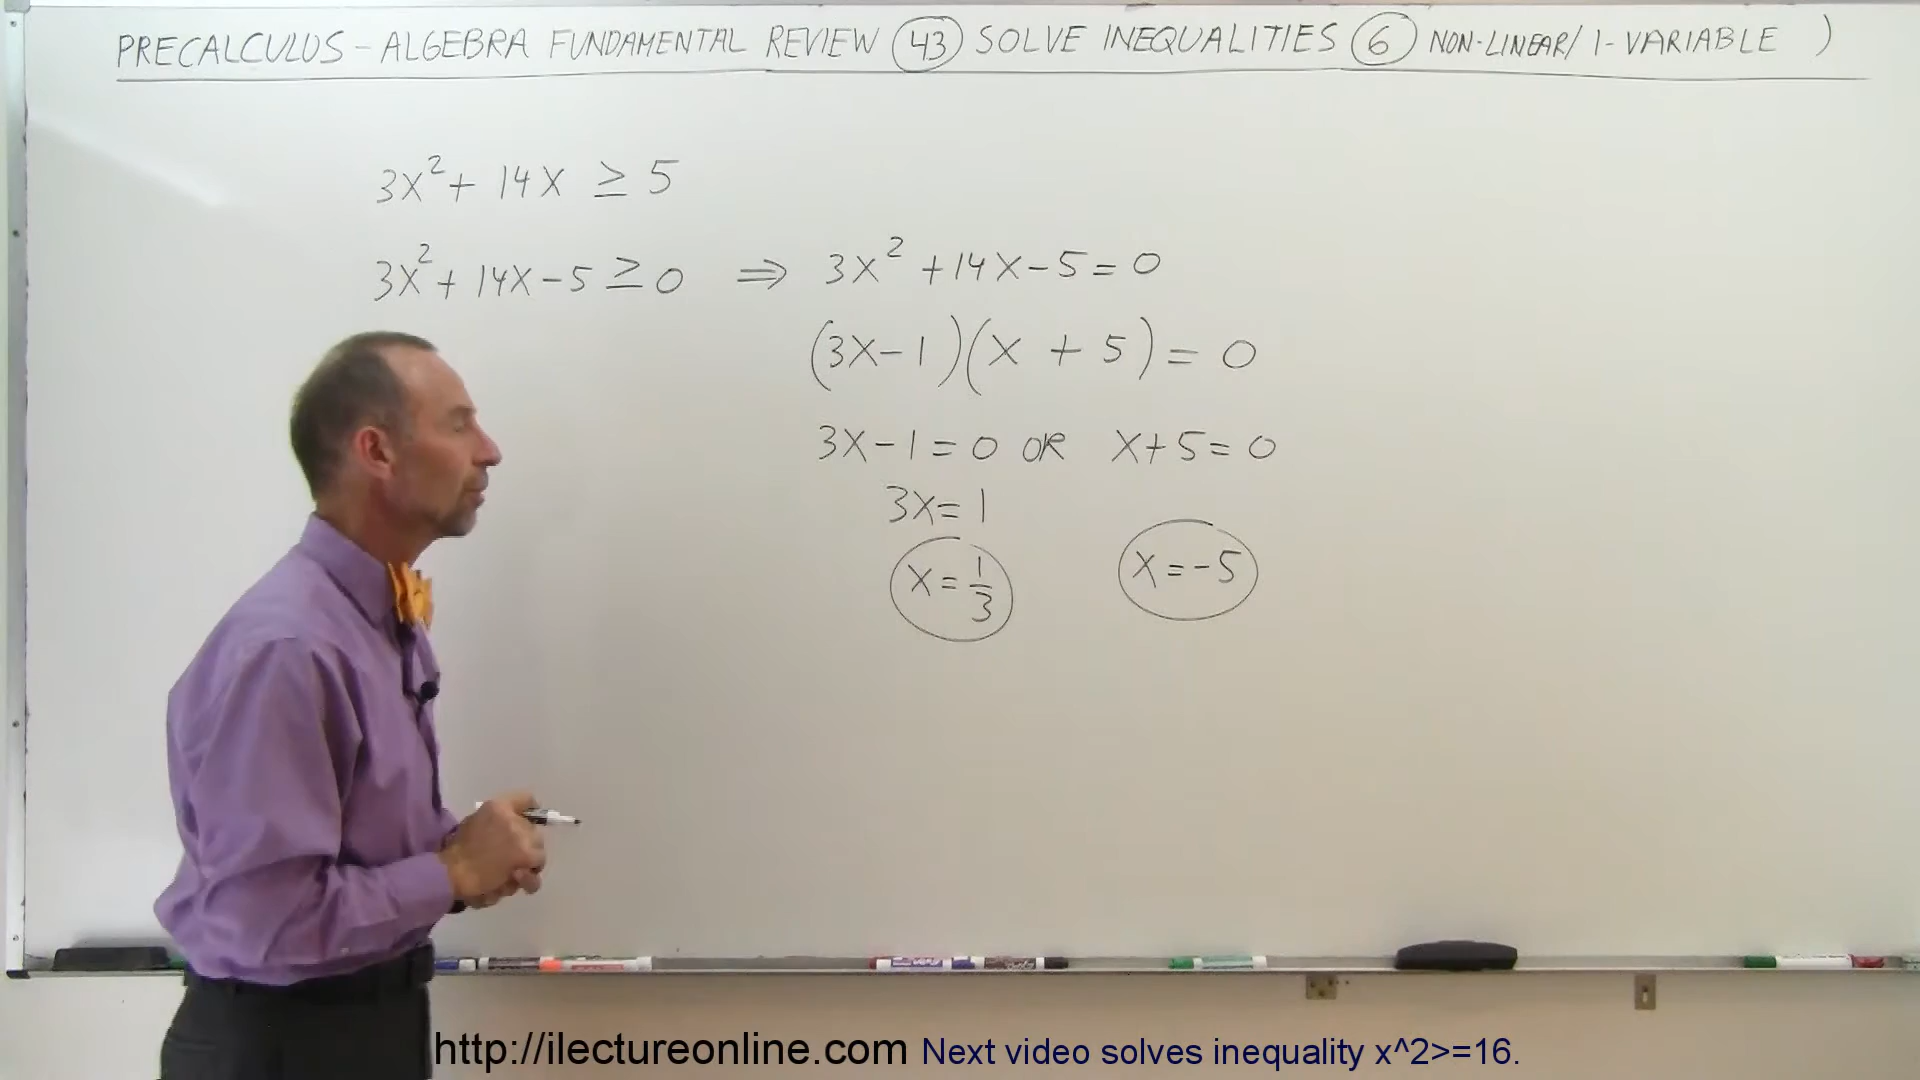 PRECALCULUS - ALGEBRA FUNDAMENTAL REVIEW 43 SOLVE INEQUALITIES 6 NON-LINEAR/ 1-VARIABLE )
3X² + 14X ≥ 5
3X² + 14X - 5 ≥ 0 ⇒ 3X² + 14X - 5 = 0
(3X - 1)(X + 5) = 0
3X - 1 = 0 OR X + 5 = 0
3X = 1
X = 1/3 X = -5
http://ilectureonline.com Next video solves inequality x^2>=16.